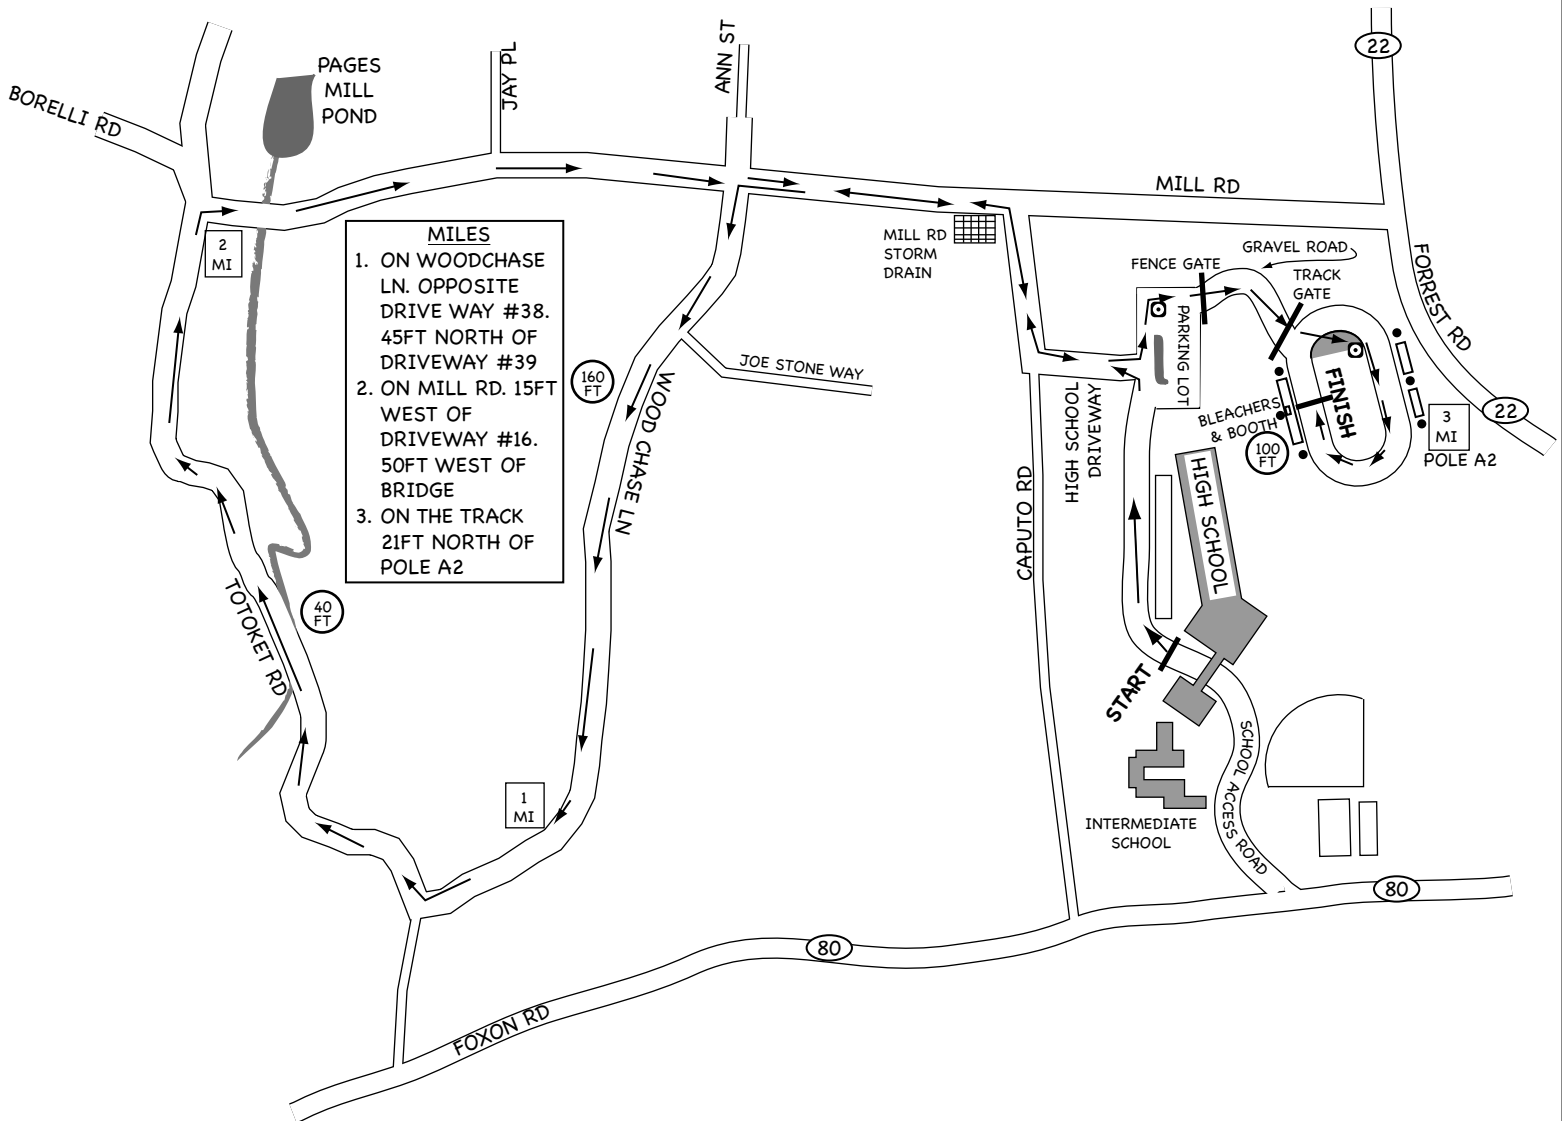 22
PAGES
MILL
POND
JAY PL
ANN ST
BORELLI RD
MILL RD
MILL RD
STORM
DRAIN
GRAVEL ROAD
FENCE GATE
TRACK
GATE
FORREST RD
2
MI
MILES
1. ON WOODCHASE
LN. OPPOSITE
DRIVE WAY #38.
45FT NORTH OF
DRIVEWAY #39
2. ON MILL RD. 15FT
WEST OF
DRIVEWAY #16.
50FT WEST OF
BRIDGE
3. ON THE TRACK
21FT NORTH OF
POLE A2
160
FT
JOE STONE WAY
WOOD CHASE LN
PARKING LOT
FINISH
BLEACHERS
& BOOTH
100
FT
3
MI
POLE A2
22
HIGH SCHOOL
DRIVEWAY
CAPUTO RD
HIGH SCHOOL
40
FT
TOTOKET RD
START
1
MI
SCHOOL ACCESS ROAD
INTERMEDIATE
SCHOOL
80
80
FOXON RD